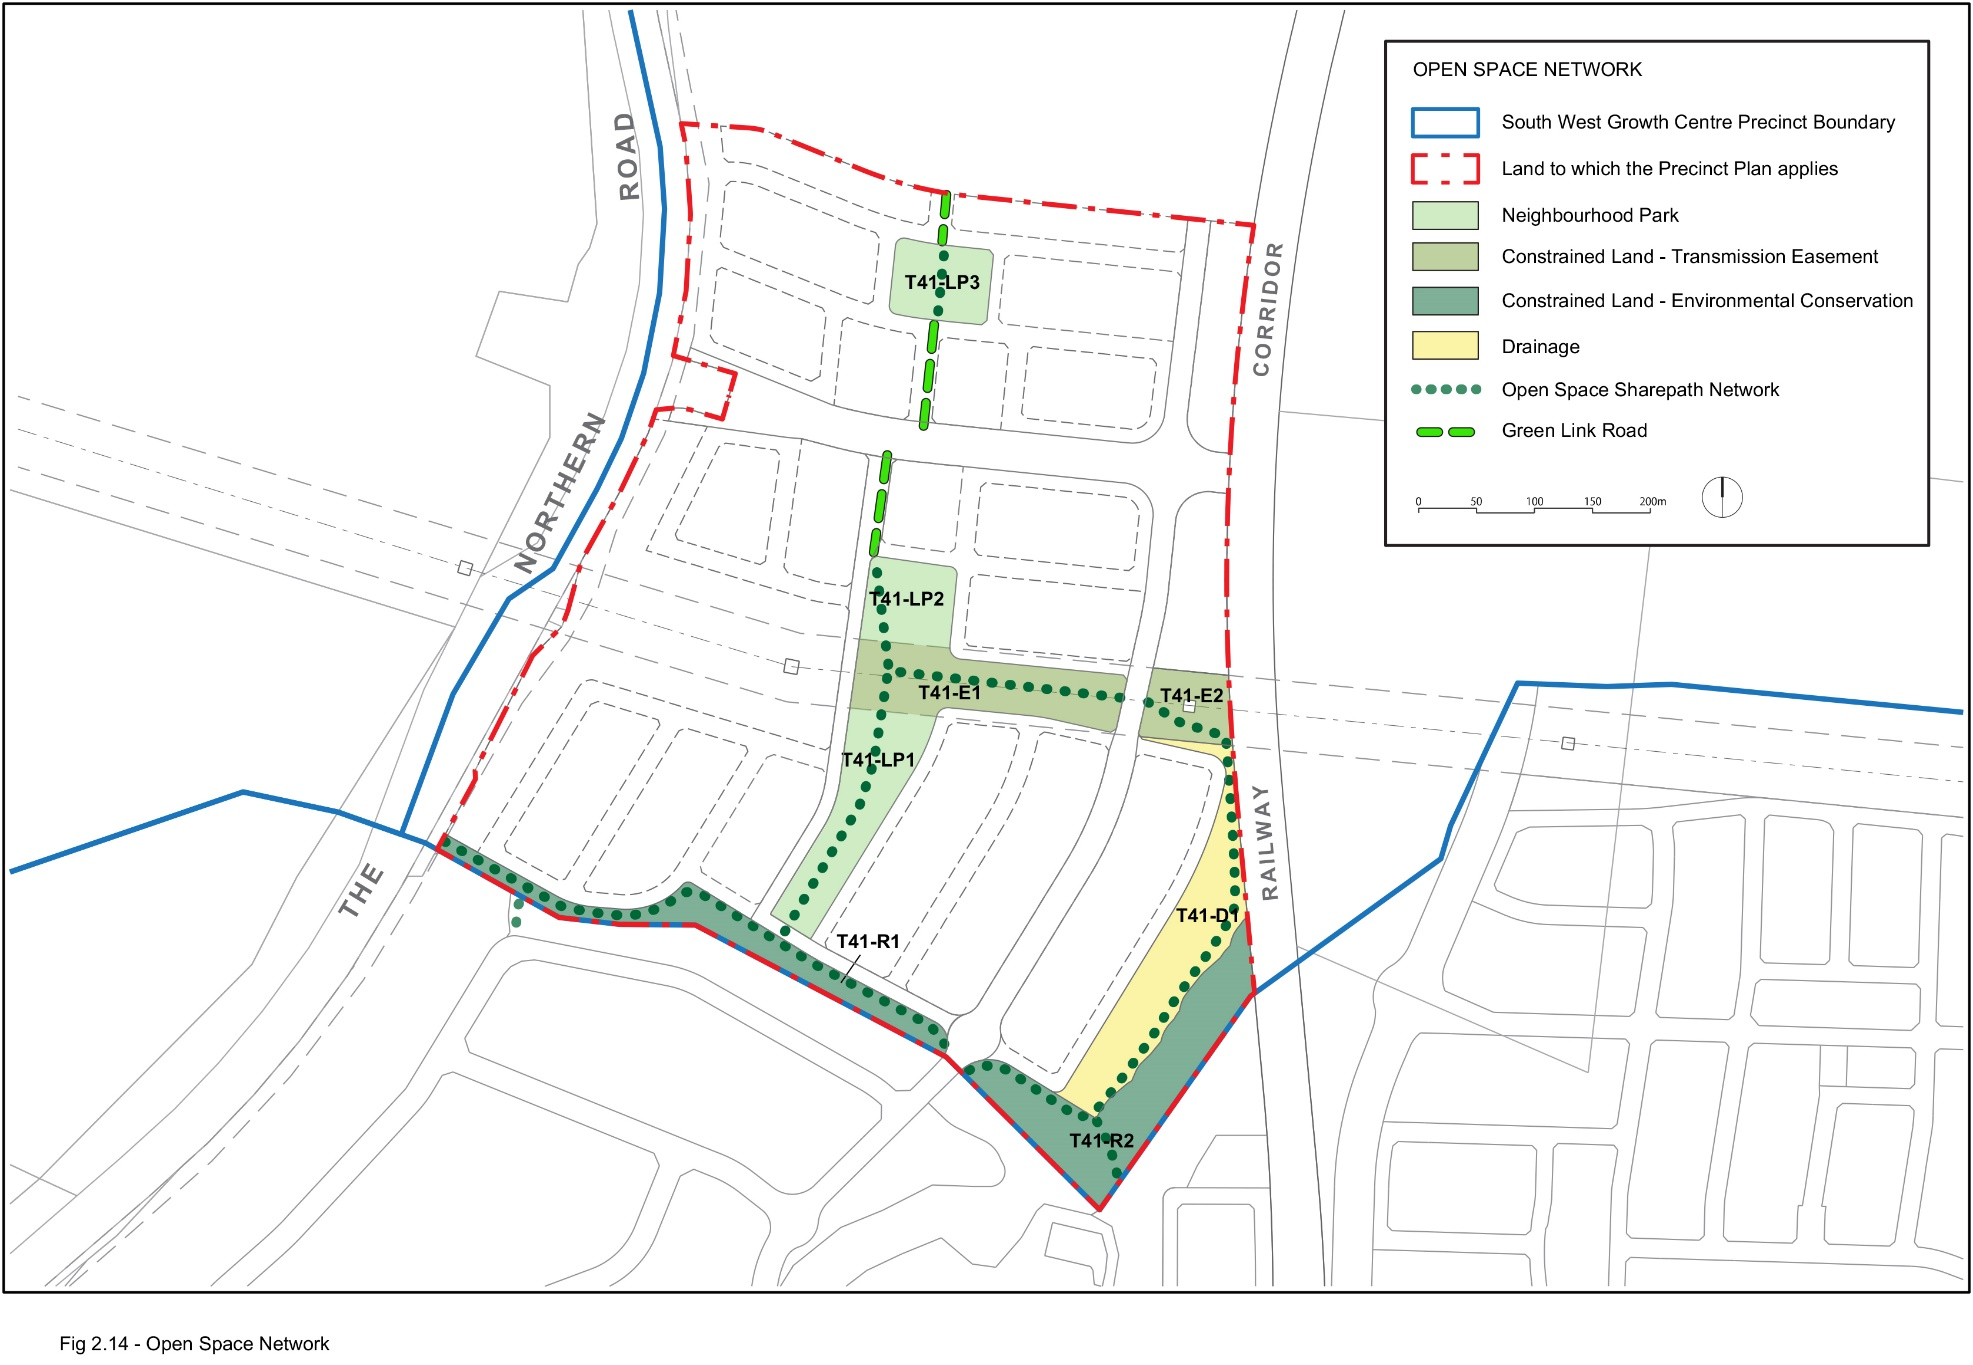 OPEN SPACE NETWORK
South West Growth Centre Precinct Boundary
Land to which the Precinct Plan applies
Neighbourhood Park
Constrained Land - Transmission Easement
Constrained Land - Environmental Conservation
Drainage
Open Space Sharepath Network
Green Link Road
0 50 100 150 200m
THE NORTHERN ROAD
RAILWAY CORRIDOR
T41-LP3
T41-LP2
T41-E1
T41-E2
T41-LP1
T41-D1
T41-R1
T41-R2
Fig 2.14 - Open Space Network